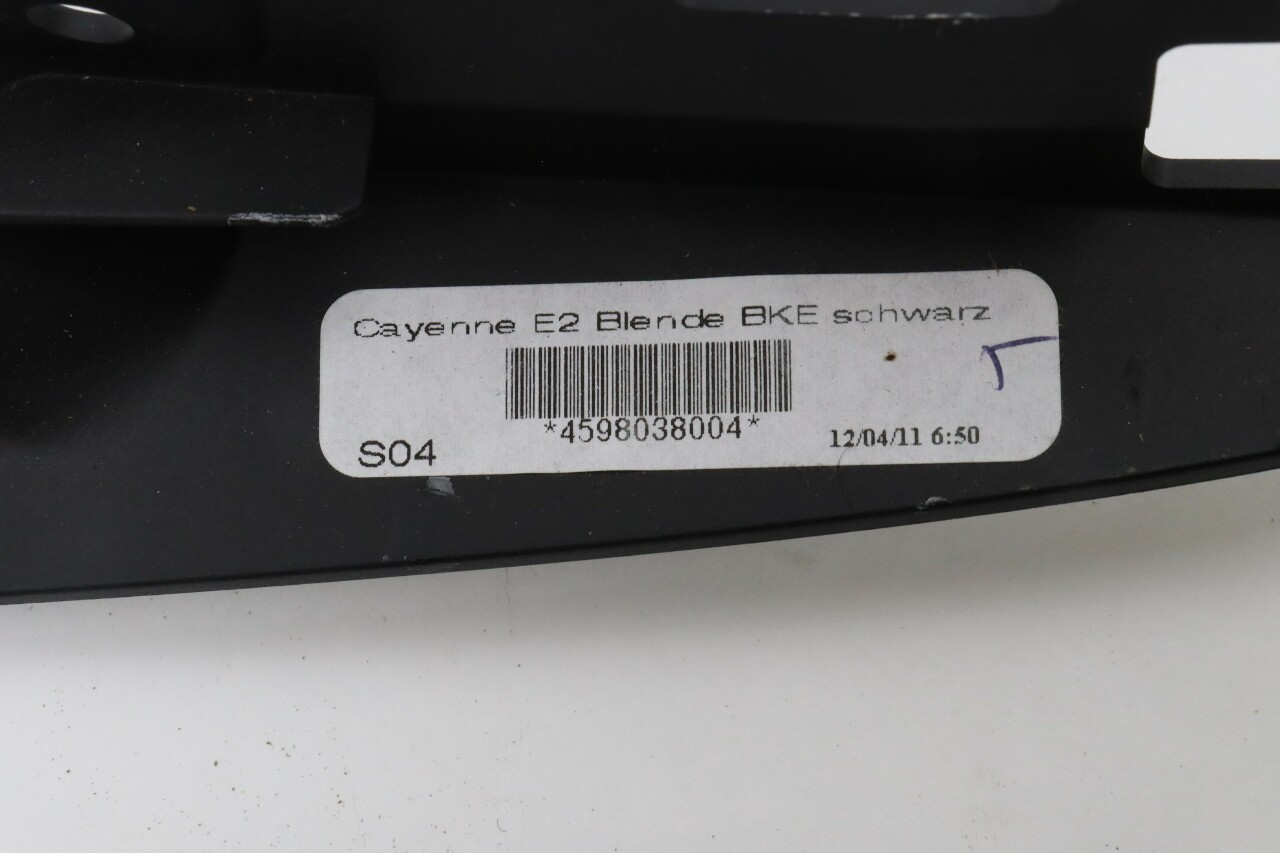 Cayenne E2 Blende BKE schwarz
*4598038004*
S04
12/04/11 6:50